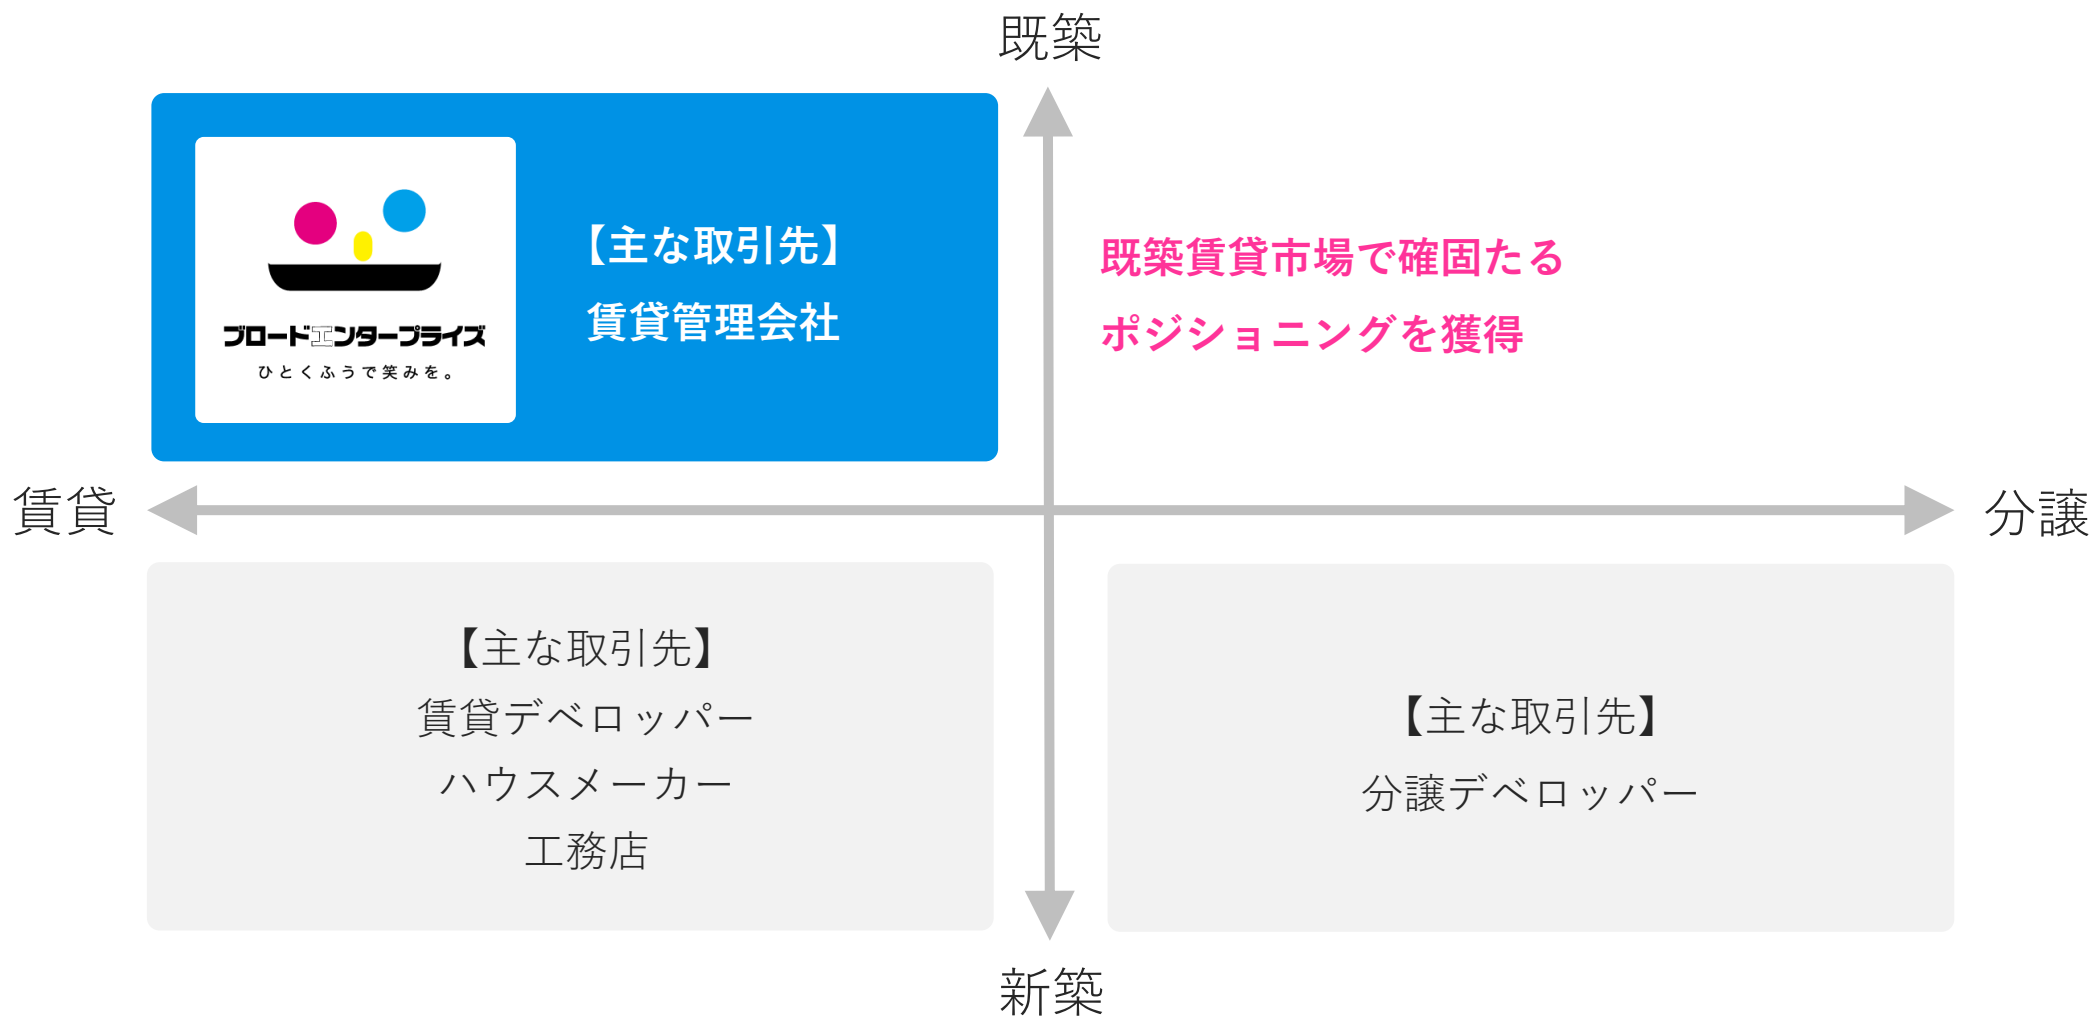 既築
ブロードエンタープライズ
ひとくふうで笑みを。
【主な取引先】
賃貸管理会社
既築賃貸市場で確固たる
ポジショニングを獲得
賃貸
分譲
【主な取引先】
賃貸デベロッパー
ハウスメーカー
工務店
【主な取引先】
分譲デベロッパー
新築